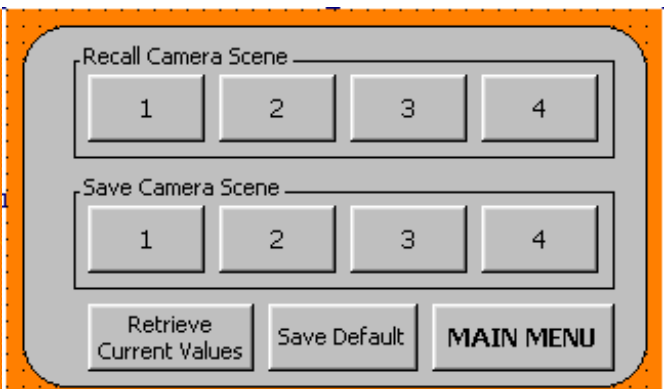 Recall Camera Scene
1 2 3 4
Save Camera Scene
1 2 3 4
Retrieve
Current Values
Save Default
MAIN MENU